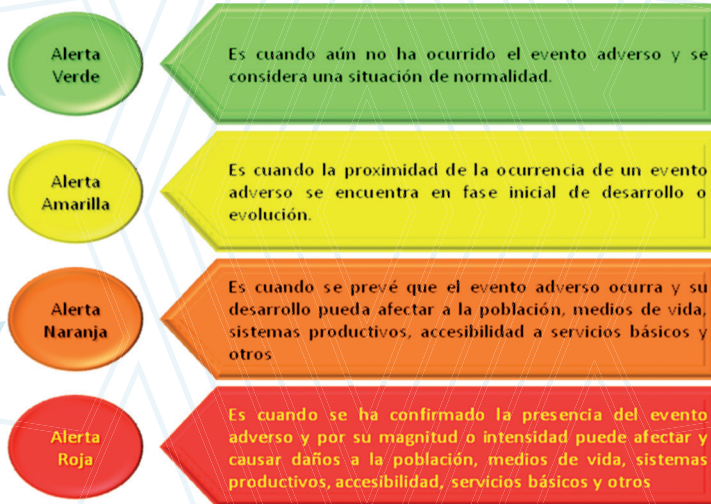 Alerta
Verde
Es cuando aún no ha ocurrido el evento adverso y se
considera una situación de normalidad.
Alerta
Amarilla
Es cuando la proximidad de la ocurrencia de un evento
adverso se encuentra en fase inicial de desarrollo o
evolución.
Alerta
Naranja
Es cuando se prevé que el evento adverso ocurra y su
desarrollo pueda afectar a la población, medios de vida,
sistemas productivos, accesibilidad a servicios básicos y
otros
Alerta
Roja
Es cuando se ha confirmado la presencia del evento
adverso y por su magnitud o intensidad puede afectar y
causar daños a la población, medios de vida, sistemas
productivos, accesibilidad, servicios básicos y otros